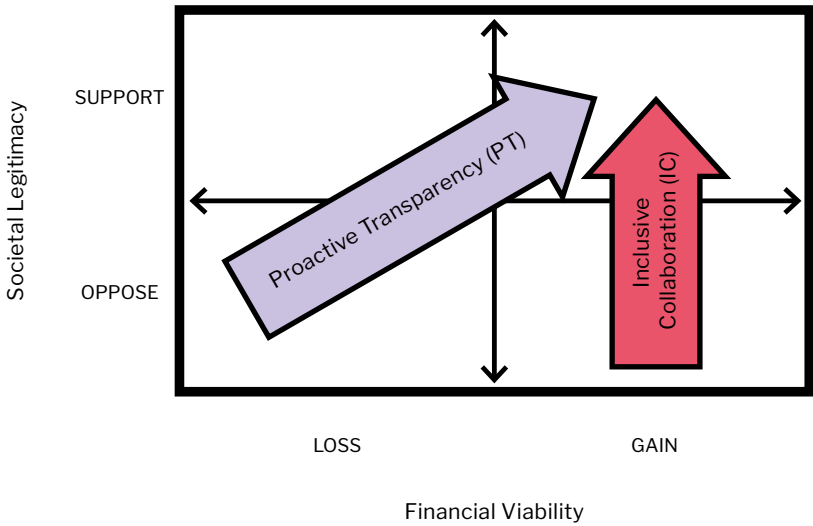 Societal Legitimacy
SUPPORT
OPPOSE
Proactive Transparency (PT)
Inclusive
Collaboration (IC)
LOSS
GAIN
Financial Viability